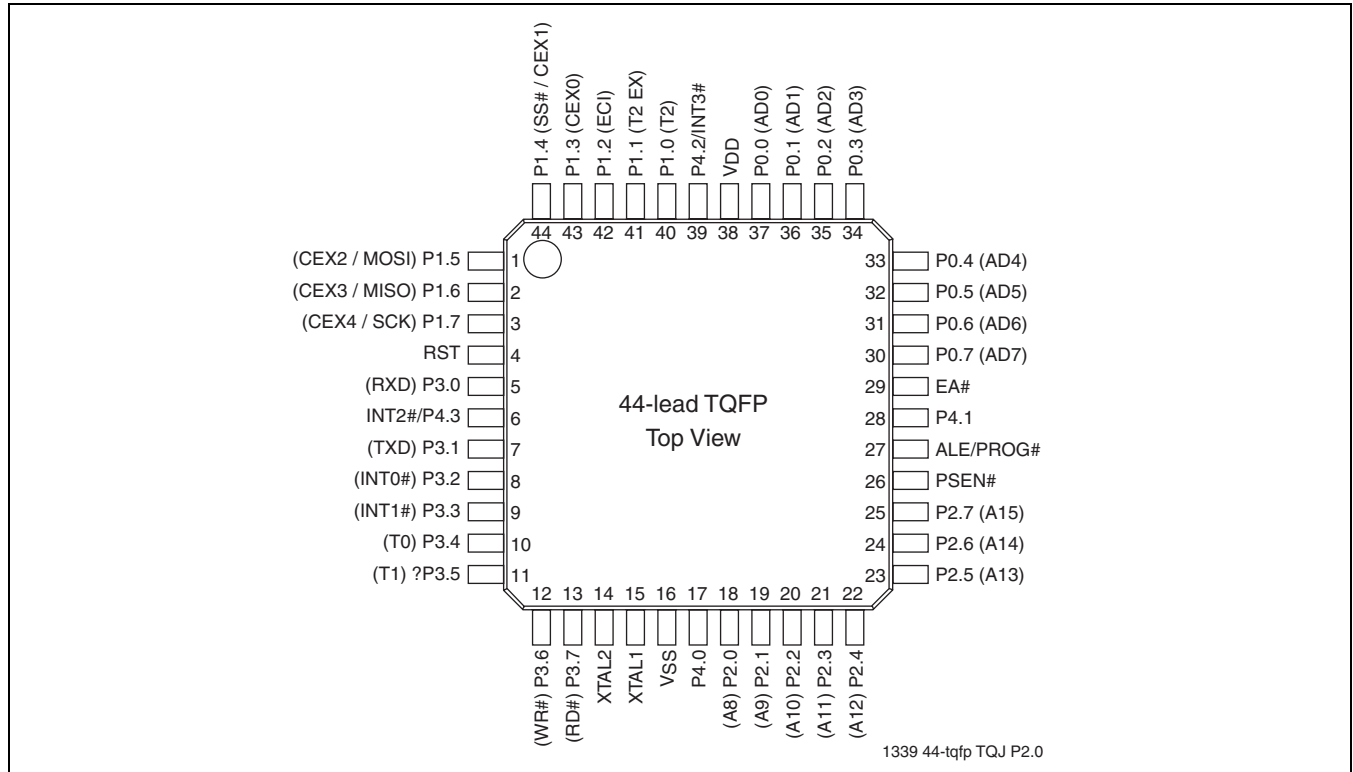 P1.4 (SS# / CEX1)
P1.3 (CEX0)
P1.2 (ECI)
P1.1 (T2 EX)
P1.0 (T2)
P4.2/INT3#
VDD
P0.0 (AD0)
P0.1 (AD1)
P0.2 (AD2)
P0.3 (AD3)
44 43 42 41 40 39 38 37 36 35 34
(CEX2 / MOSI) P1.5 1 33 P0.4 (AD4)
(CEX3 / MISO) P1.6 2 32 P0.5 (AD5)
(CEX4 / SCK) P1.7 3 31 P0.6 (AD6)
RST 4 30 P0.7 (AD7)
(RXD) P3.0 5 29 EA#
INT2#/P4.3 6 28 P4.1
(TXD) P3.1 7 27 ALE/PROG#
(INT0#) P3.2 8 26 PSEN#
(INT1#) P3.3 9 25 P2.7 (A15)
(T0) P3.4 10 24 P2.6 (A14)
(T1) ?P3.5 11 23 P2.5 (A13)
44-lead TQFP
Top View
12 13 14 15 16 17 18 19 20 21 22
(WR#) P3.6
(RD#) P3.7
XTAL2
XTAL1
VSS
P4.0
(A8) P2.0
(A9) P2.1
(A10) P2.2
(A11) P2.3
(A12) P2.4
1339 44-tqfp TQJ P2.0